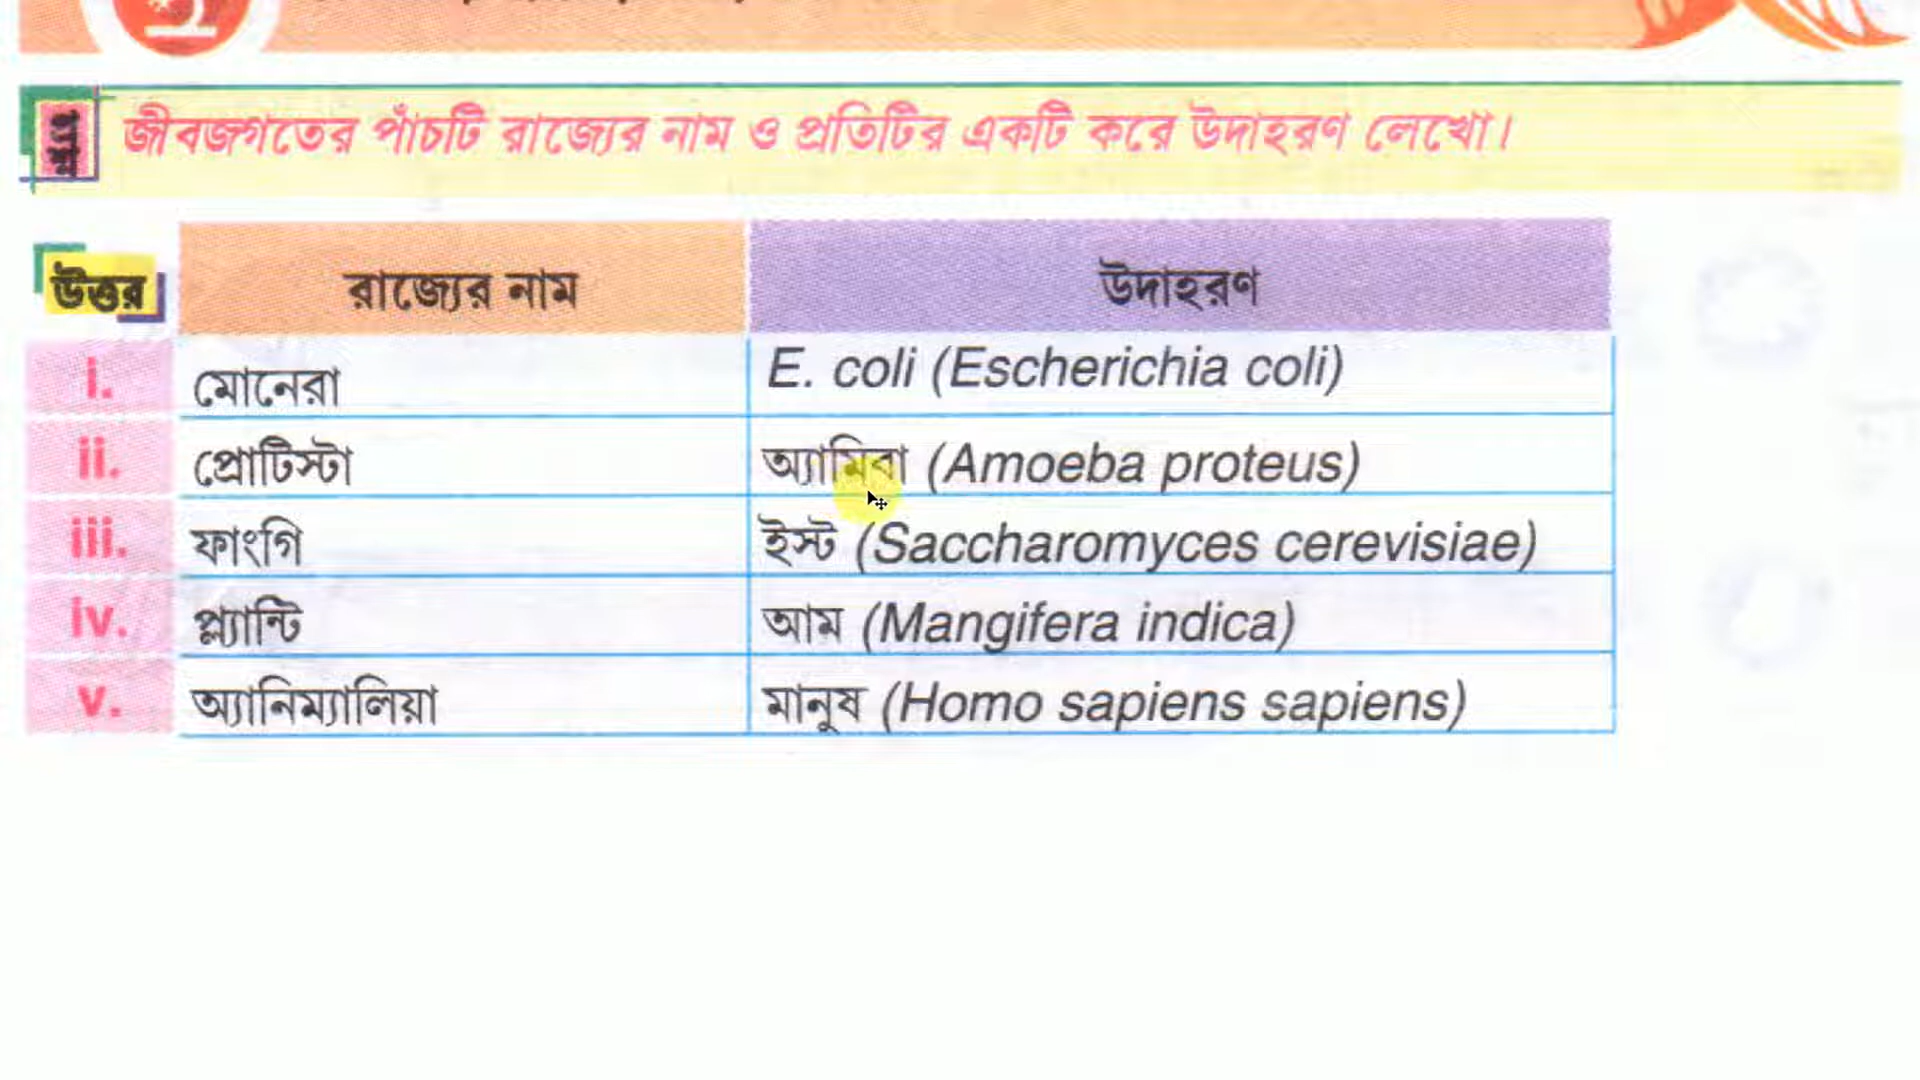 প্রশ্ন জীবজগতের পাঁচটি রাজ্যের নাম ও প্রতিটির একটি করে উদাহরণ লেখো।
উত্তর রাজ্যের নাম উদাহরণ
i. মোনেরা E. coli (Escherichia coli)
ii. প্রোটিস্টা অ্যামিবা (Amoeba proteus)
iii. ফাংগি ইস্ট (Saccharomyces cerevisiae)
iv. প্ল্যান্টি আম (Mangifera indica)
v. অ্যানিম্যালিয়া মানুষ (Homo sapiens sapiens)